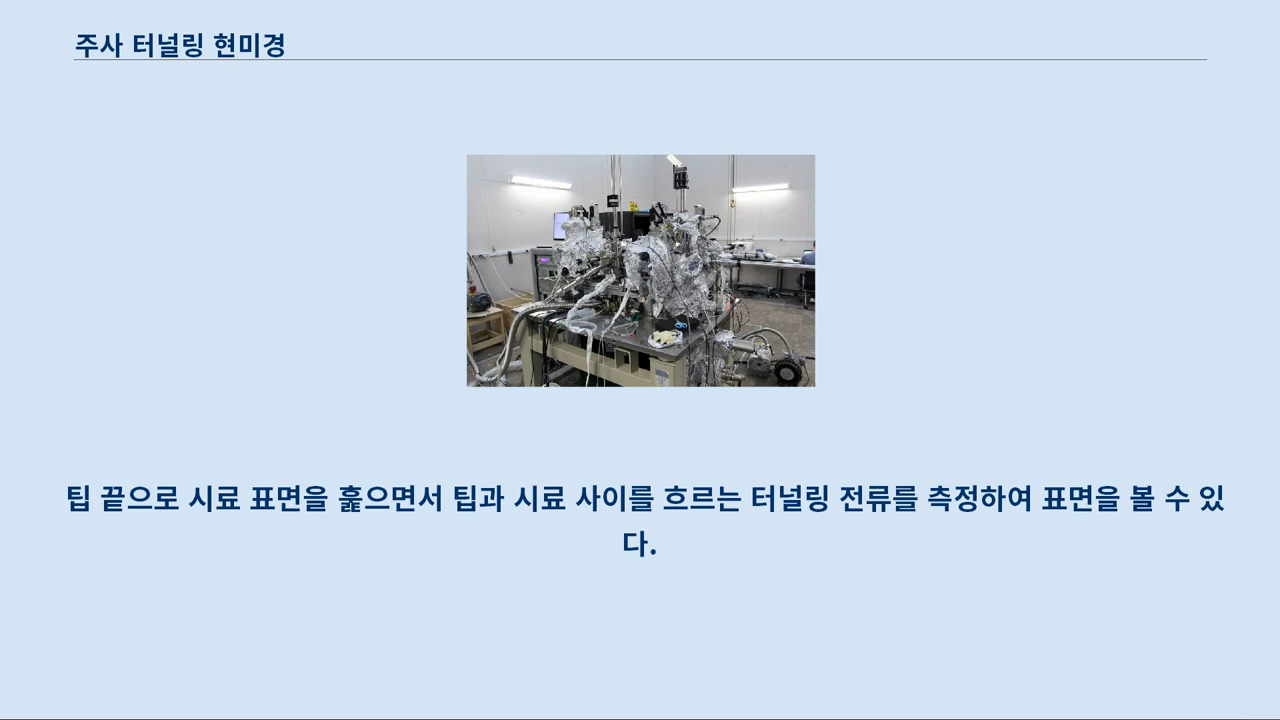 주사 터널링 현미경
팁 끝으로 시료 표면을 훑으면서 팁과 시료 사이를 흐르는 터널링 전류를 측정하여 표면을 볼 수 있
다.